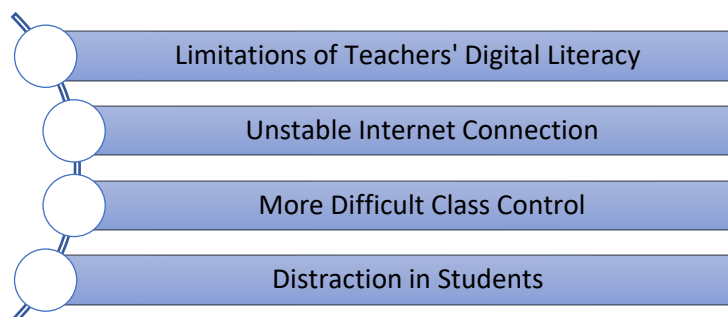 Limitations of Teachers' Digital Literacy
Unstable Internet Connection
More Difficult Class Control
Distraction in Students